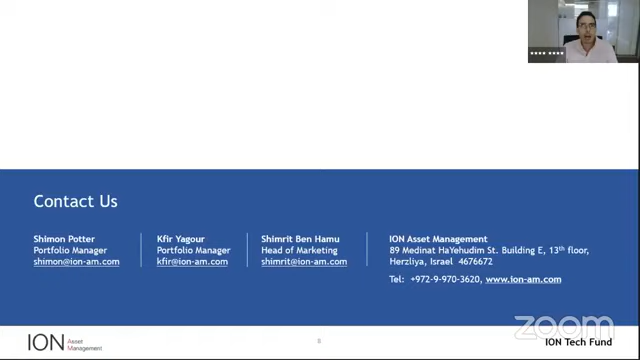 **** ****
Contact Us
Shimon Potter
Portfolio Manager
shimon@ion-am.com
Kfir Yagour
Portfolio Manager
kfir@ion-am.com
Shimrit Ben Hamu
Head of Marketing
shimrit@ion-am.com
ION Asset Management
89 Medinat HaYehudim St. Building E, 13th floor,
Herzliya, Israel 4676672
Tel: +972-9-970-3620, www.ion-am.com
ION Asset
Management
8
zoom
ION Tech Fund